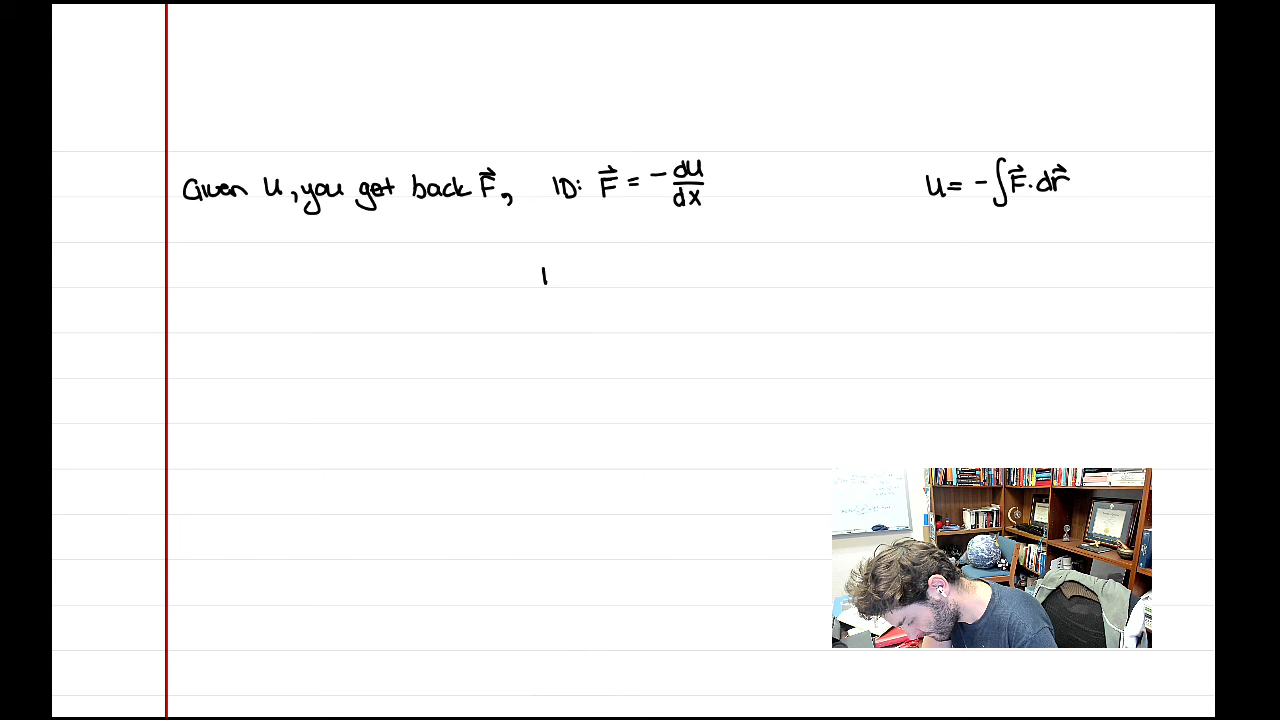 Given U, you get back F⃗, 1D: F⃗ = -dU/dx U = -∫F⃗·dr⃗